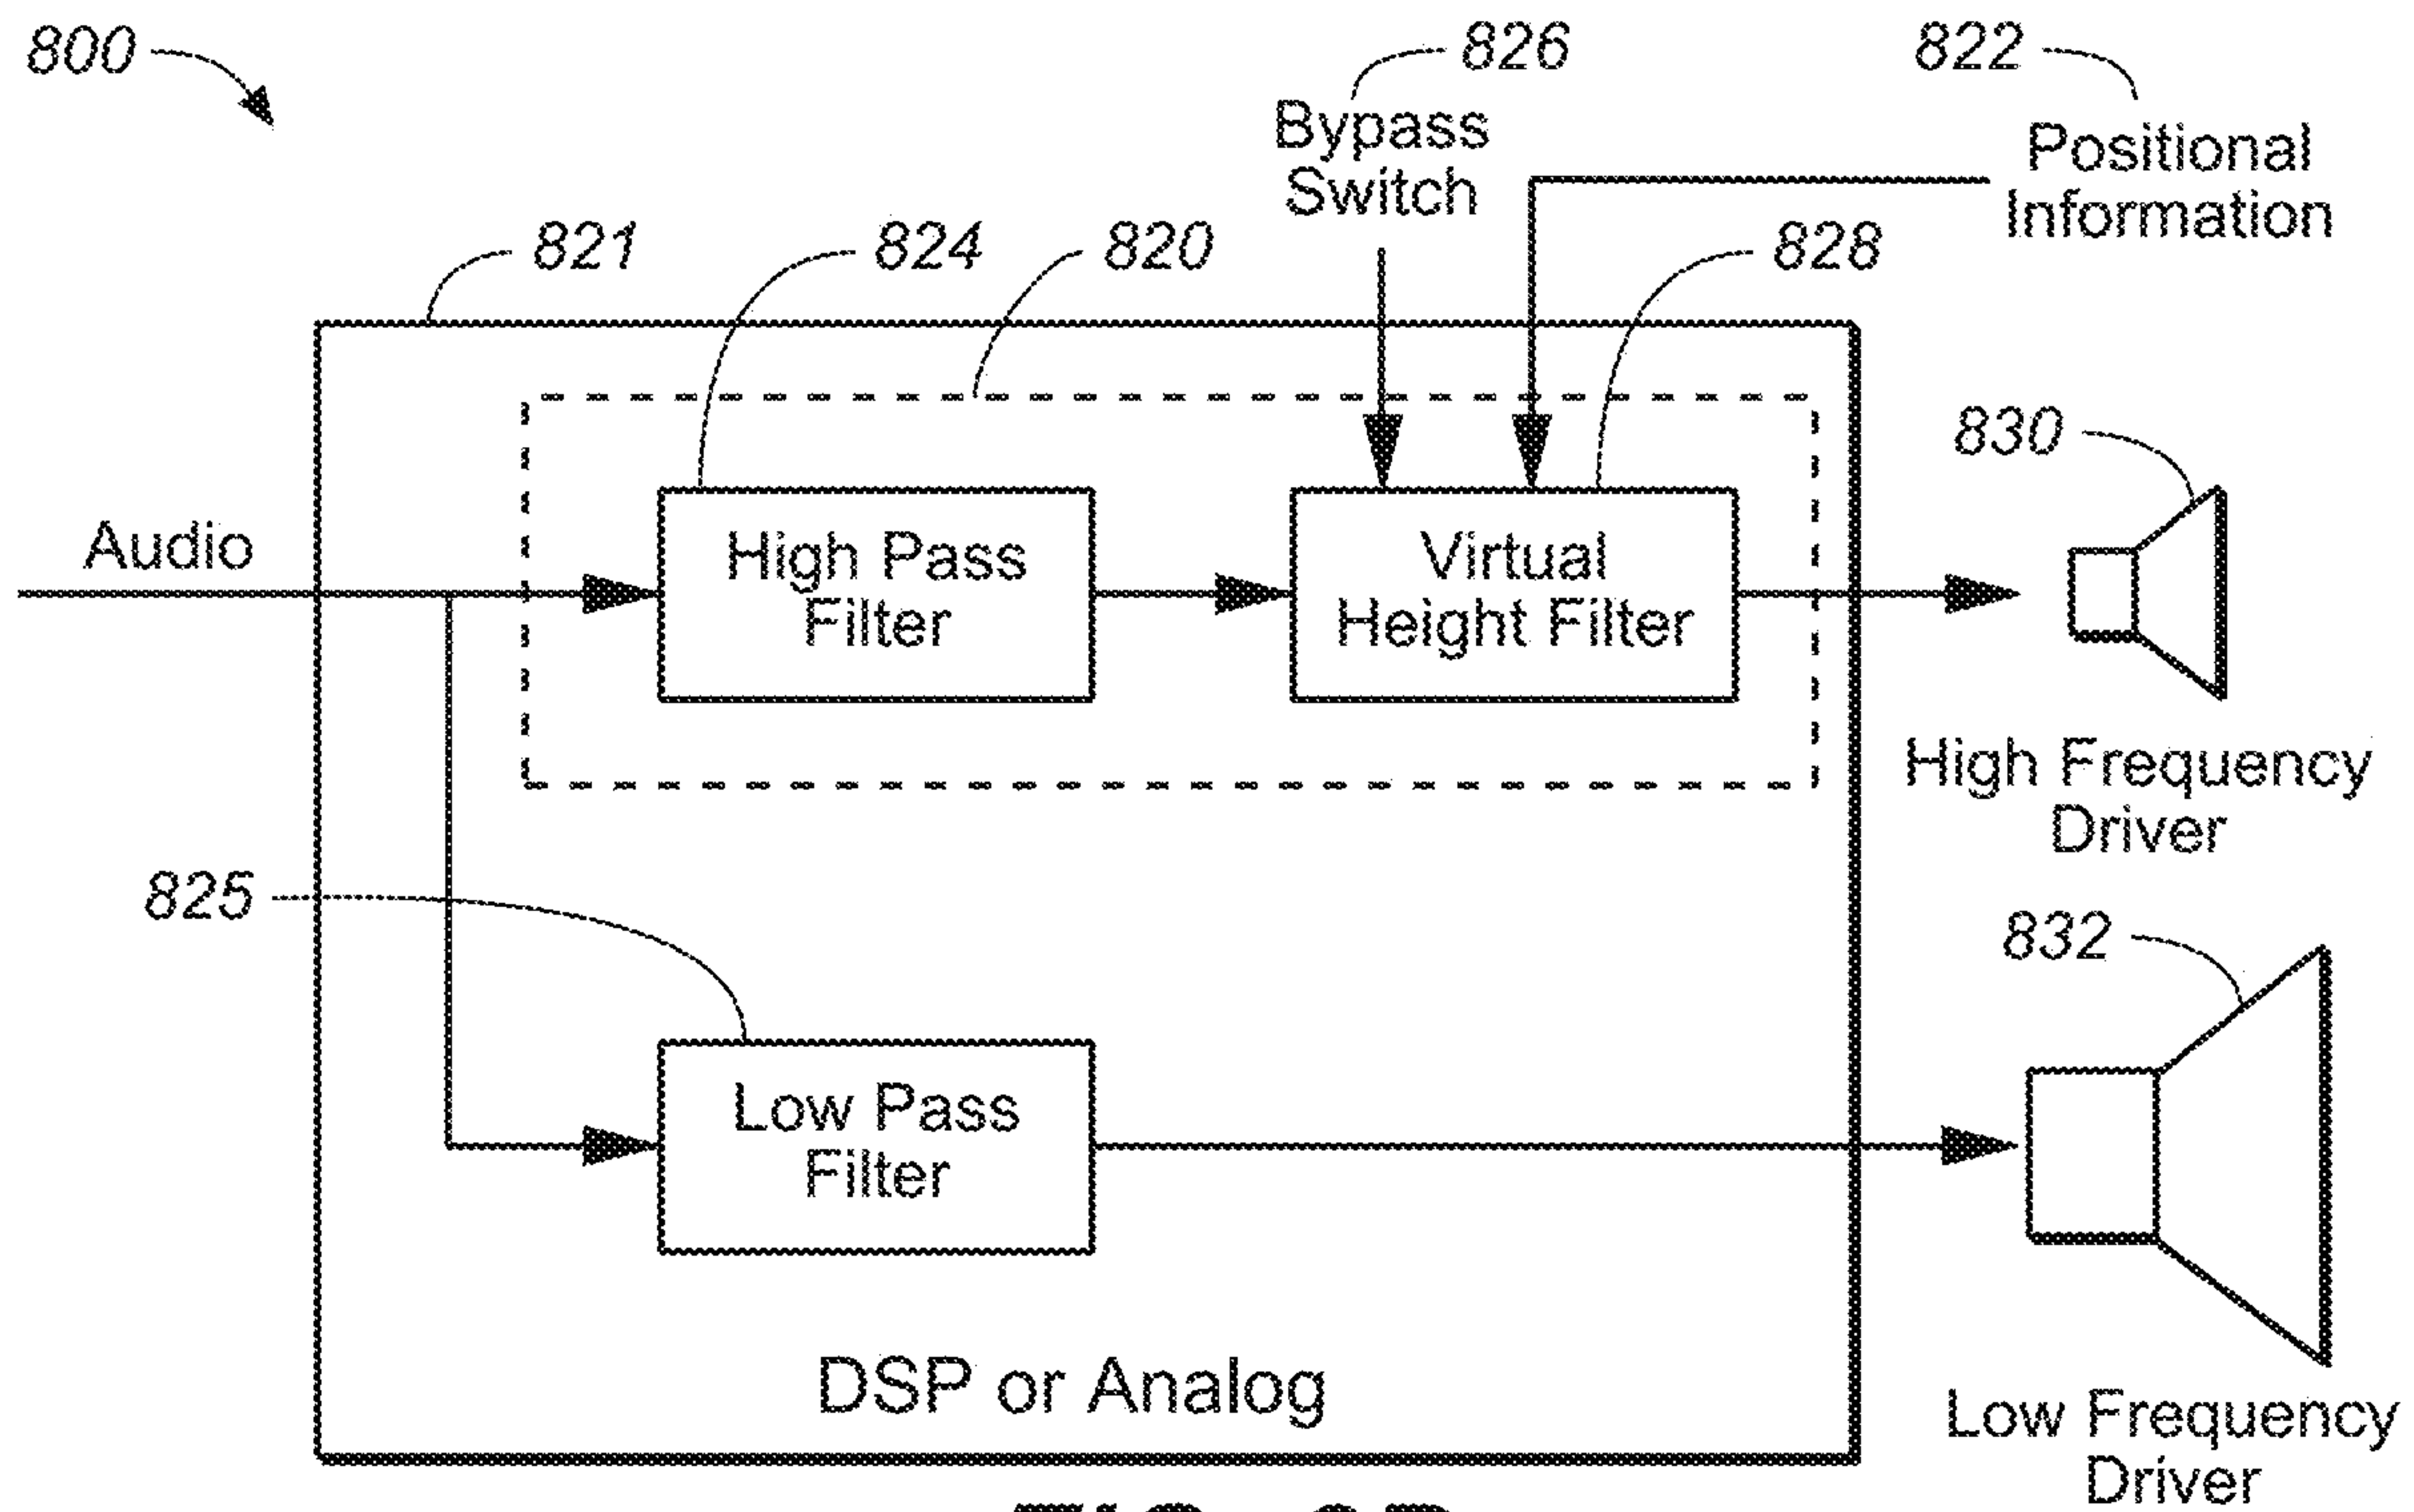 800
826
822
Bypass
Switch
Positional
Information
821
824
820
828
830
Audio
High Pass
Filter
Virtual
Height Filter
High Frequency
Driver
825
832
Low Pass
Filter
DSP or Analog
Low Frequency
Driver